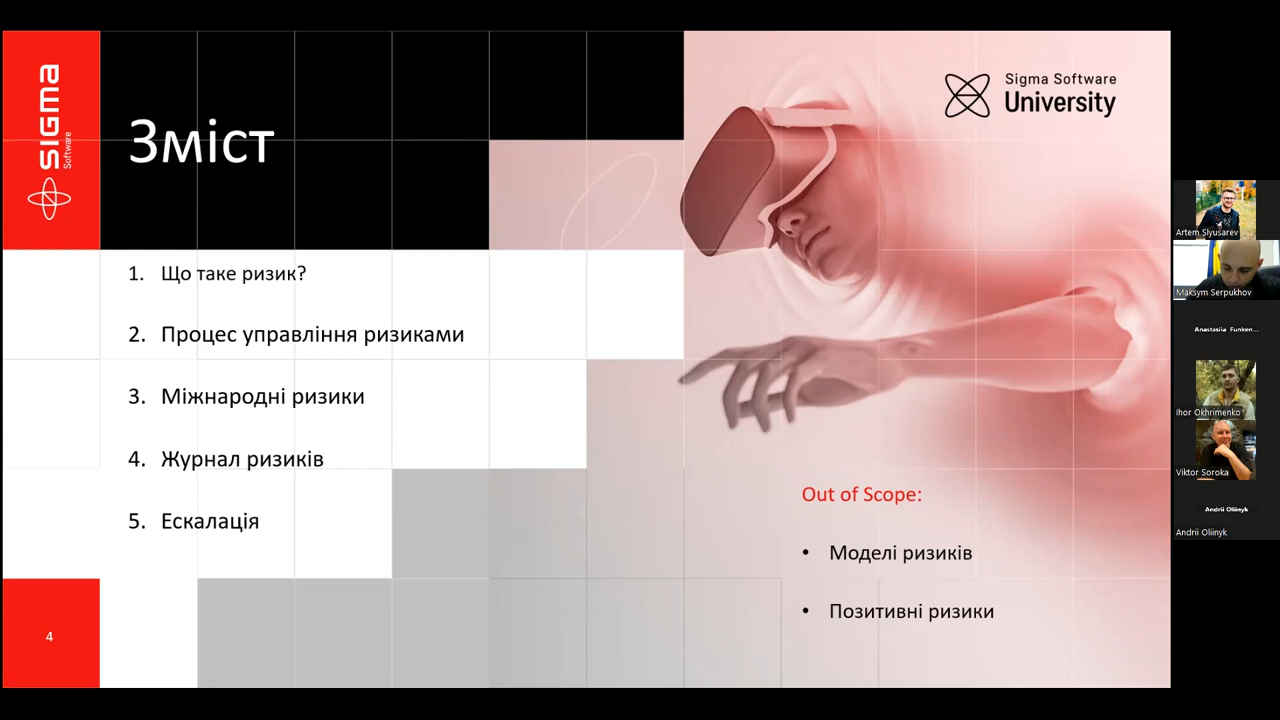 SIGMA
Software
Зміст
Sigma Software
University
1. Що таке ризик?
2. Процес управління ризиками
3. Міжнародні ризики
4. Журнал ризиків
5. Ескалація
Out of Scope:
• Моделі ризиків
• Позитивні ризики
4
Artem Slyusarev
Maksym Serpukhov
Anastasiia Funken...
Ihor Okhrimenko
Viktor Soroka
Andrii Oliinyk
Andrii Oliinyk